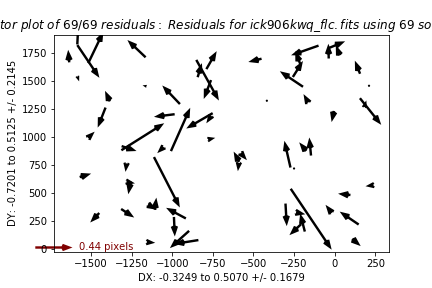 tor plot of 69/69 residuals: Residuals for ick906kwq_flc.fits using 69 so
1750
1500
1250
1000
750
500
250
0
DY: -0.7201 to 0.5125 +/- 0.2145
0.44 pixels
−1500 −1250 −1000 −750 −500 −250 0 250
DX: -0.3249 to 0.5070 +/- 0.1679